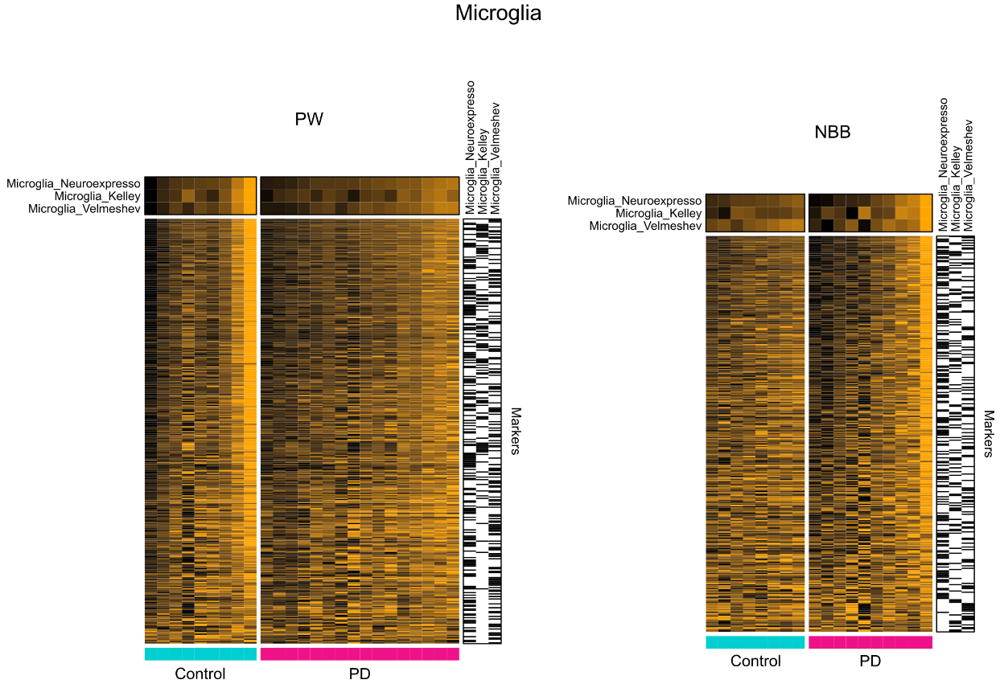 Microglia
PW
Microglia_Neuroexpresso
Microglia_Kelley
Microglia_Velmeshev
Microglia_Neuroexpresso
Microglia_Kelley
Microglia_Velmeshev
Markers
Control
PD
NBB
Microglia_Neuroexpresso
Microglia_Kelley
Microglia_Velmeshev
Microglia_Neuroexpresso
Microglia_Kelley
Microglia_Velmeshev
Markers
Control
PD